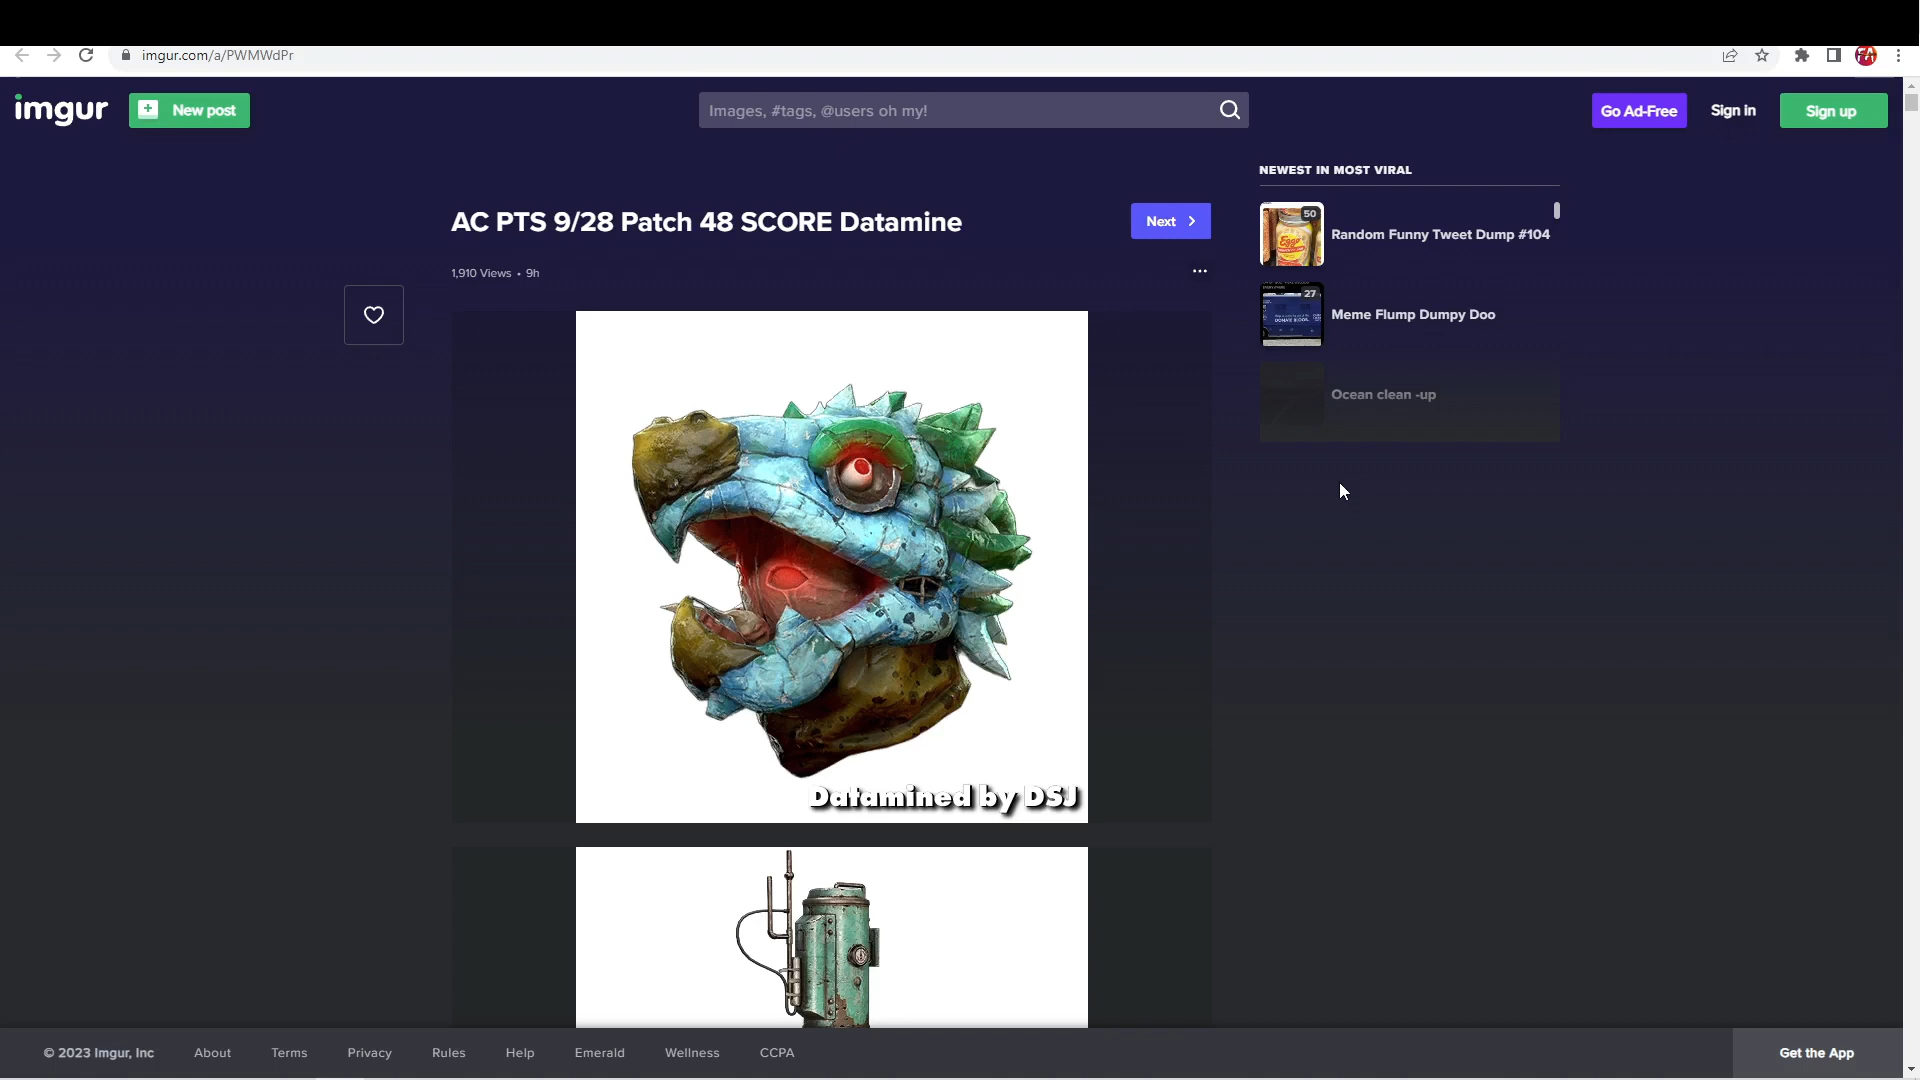 imgur.com/a/PWMWdPr
imgur
New post
Images, #tags, @users oh my!
Go Ad-Free
Sign in
Sign up
NEWEST IN MOST VIRAL
AC PTS 9/28 Patch 48 SCORE Datamine
Next
1,910 Views • 9h
50
Random Funny Tweet Dump #104
27
Meme Flump Dumpy Doo
Ocean clean -up
Datamined by DSJ
© 2023 Imgur, Inc
About
Terms
Privacy
Rules
Help
Emerald
Wellness
CCPA
Get the App